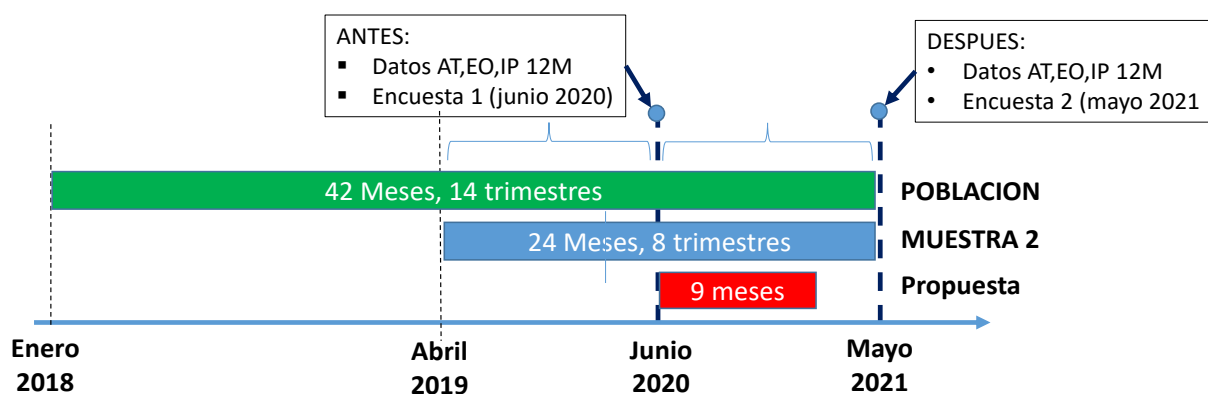 ANTES:
▪ Datos AT,EO,IP 12M
▪ Encuesta 1 (junio 2020)
DESPUES:
• Datos AT,EO,IP 12M
• Encuesta 2 (mayo 2021
42 Meses, 14 trimestres
POBLACION
24 Meses, 8 trimestres
MUESTRA 2
9 meses
Propuesta
Enero
2018
Abril
2019
Junio
2020
Mayo
2021